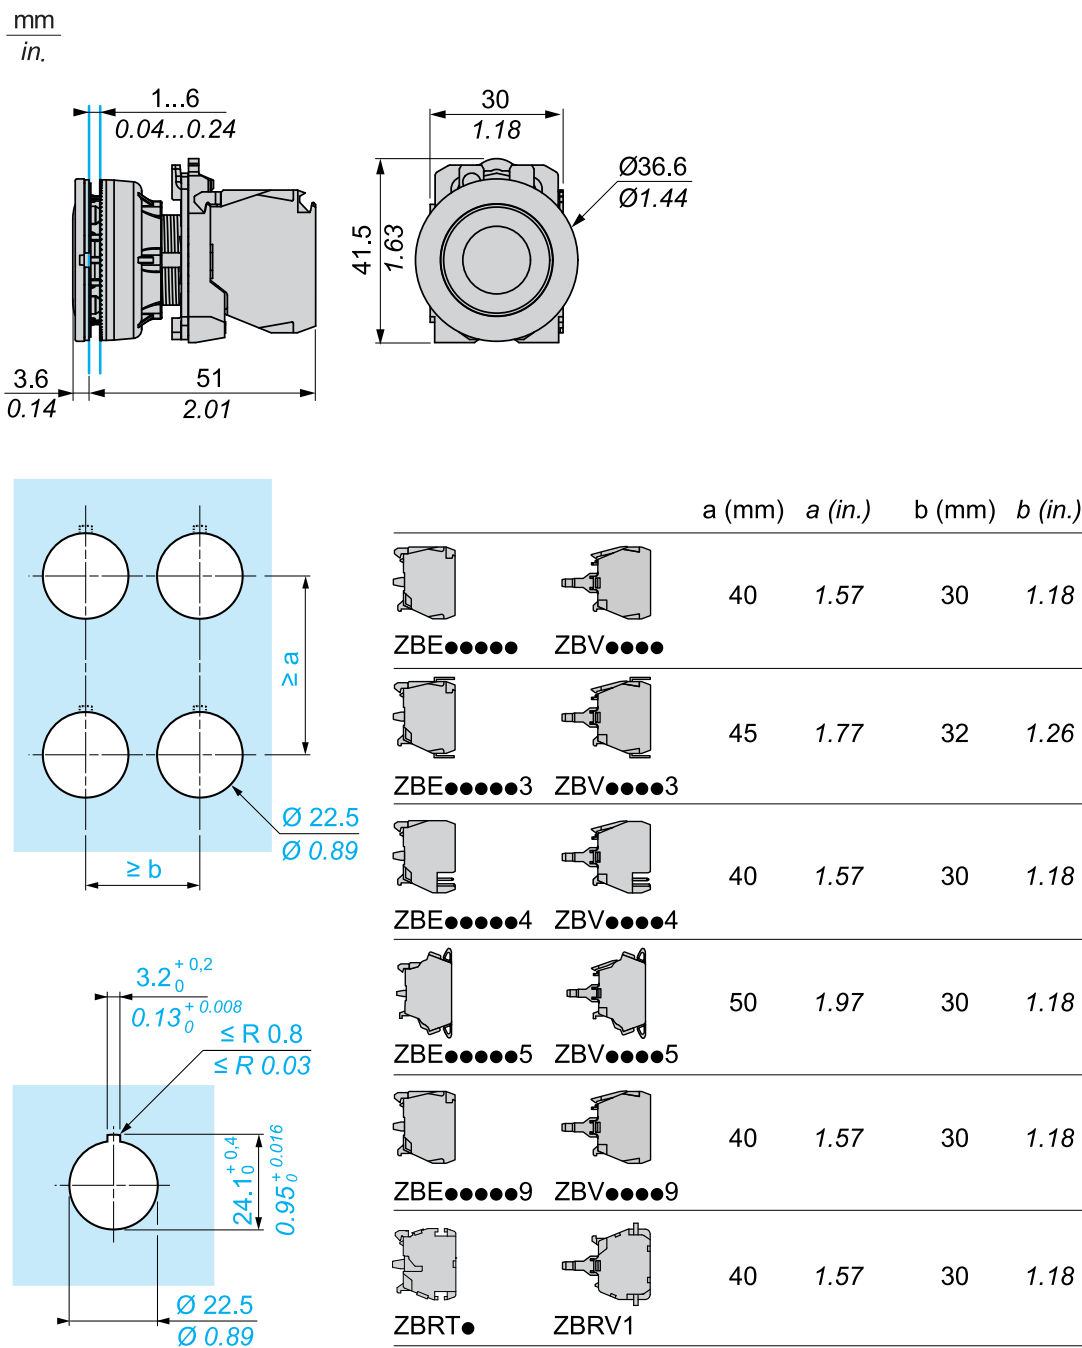 mm
in.
1...6
0.04...0.24
30
1.18
Ø36.6
Ø1.44
41.5
1.63
3.6
0.14
51
2.01
≥ a
Ø 22.5
Ø 0.89
≥ b
a (mm) a (in.) b (mm) b (in.)
40 1.57 30 1.18
ZBE●●●●● ZBV●●●●
45 1.77 32 1.26
ZBE●●●●●3 ZBV●●●●3
40 1.57 30 1.18
ZBE●●●●●4 ZBV●●●●4
50 1.97 30 1.18
ZBE●●●●●5 ZBV●●●●5
40 1.57 30 1.18
ZBE●●●●●9 ZBV●●●●9
40 1.57 30 1.18
ZBRT● ZBRV1
3.2 +0,2 0
0.13 +0.008 0
≤ R 0.8
≤ R 0.03
24.1 +0,4 0
0.95 +0.016 0
Ø 22.5
Ø 0.89